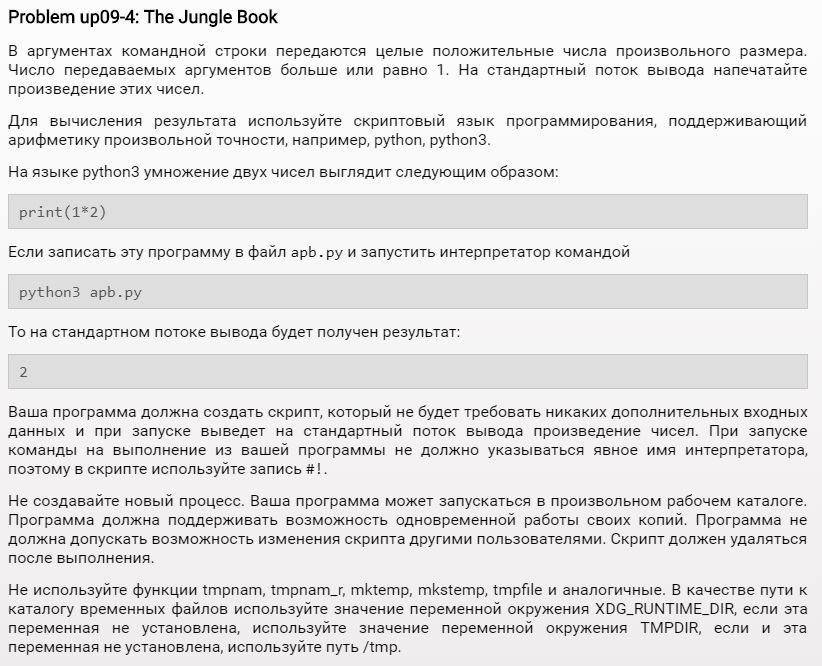 Problem up09-4: The Jungle Book
В аргументах командной строки передаются целые положительные числа произвольного размера.
Число передаваемых аргументов больше или равно 1. На стандартный поток вывода напечатайте
произведение этих чисел.
Для вычисления результата используйте скриптовый язык программирования, поддерживающий
арифметику произвольной точности, например, python, python3.
На языке python3 умножение двух чисел выглядит следующим образом:
print(1*2)
Если записать эту программу в файл apb.py и запустить интерпретатор командой
python3 apb.py
То на стандартном потоке вывода будет получен результат:
2
Ваша программа должна создать скрипт, который не будет требовать никаких дополнительных входных
данных и при запуске выведет на стандартный поток вывода произведение чисел. При запуске
команды на выполнение из вашей программы не должно указываться явное имя интерпретатора,
поэтому в скрипте используйте запись #!.
Не создавайте новый процесс. Ваша программа может запускаться в произвольном рабочем каталоге.
Программа должна поддерживать возможность одновременной работы своих копий. Программа не
должна допускать возможность изменения скрипта другими пользователями. Скрипт должен удаляться
после выполнения.
Не используйте функции tmpnam, tmpnam_r, mktemp, mkstemp, tmpfile и аналогичные. В качестве пути к
каталогу временных файлов используйте значение переменной окружения XDG_RUNTIME_DIR, если эта
переменная не установлена, используйте значение переменной окружения TMPDIR, если и эта
переменная не установлена, используйте путь /tmp.